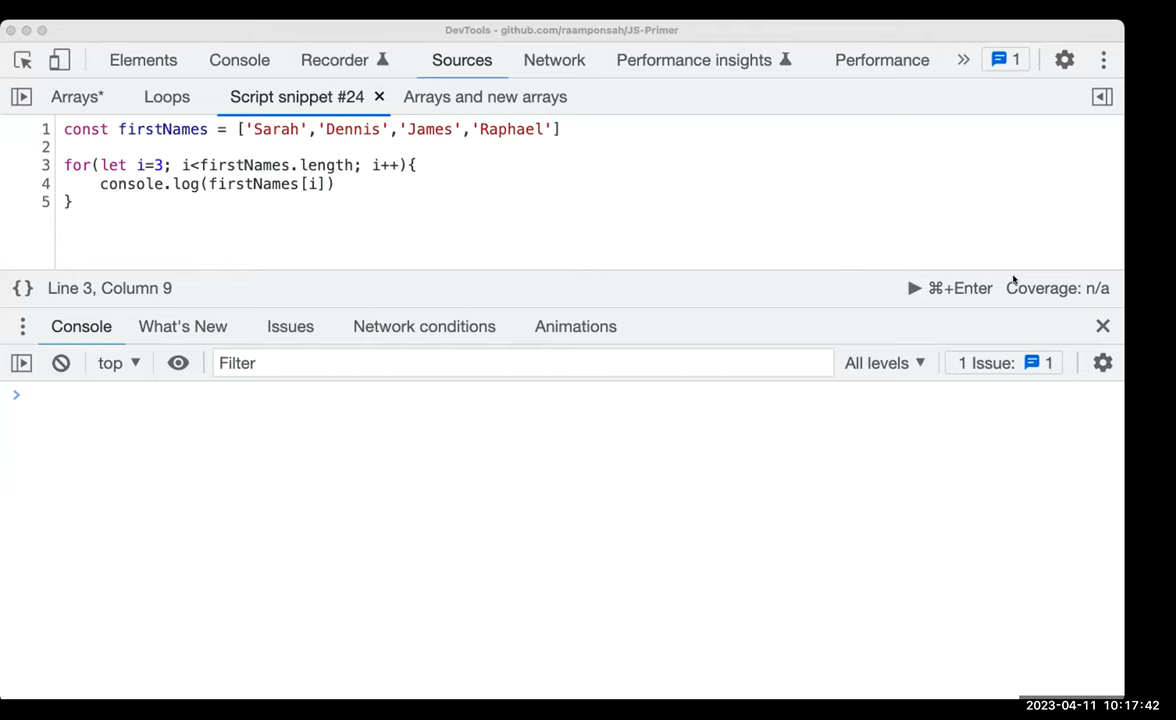 DevTools - github.com/raamponsah/JS-Primer
Elements Console Recorder Sources Network Performance insights Performance » 1
Arrays* Loops Script snippet #24 × Arrays and new arrays
1 const firstNames = ['Sarah','Dennis','James','Raphael']
2
3 for(let i=3; i<firstNames.length; i++){
4 console.log(firstNames[i])
5 }
{} Line 3, Column 9 ⌘+Enter Coverage: n/a
Console What's New Issues Network conditions Animations
top Filter All levels 1 Issue: 1
>
2023-04-11 10:17:42